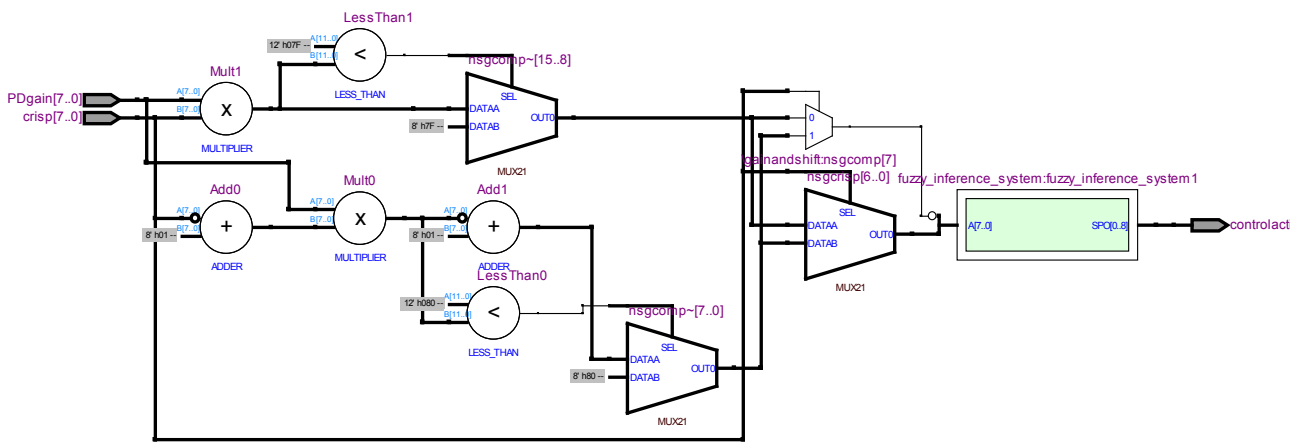 LessThan1
12' h07F --
A[11..0]
B[11..0]
<
LESS_THAN
nsgcomp~[15..8]
SEL
DATAA
8' h7F --
DATAB
OUT0
MUX21
Mult1
PDgain[7..0]
crisp[7..0]
A[7..0]
B[7..0]
X
MULTIPLIER
0
1
gainandshift:nsgcomp[7]
nsgcrisp[6..0]
SEL
DATAA
DATAB
OUT0
MUX21
fuzzy_inference_system:fuzzy_inference_system1
A[7..0]
SPO[0..8]
controlacti
Add0
A[7..0]
8' h01 --
B[7..0]
+
ADDER
Mult0
A[7..0]
B[7..0]
X
MULTIPLIER
Add1
A[7..0]
8' h01 --
B[7..0]
+
ADDER
LessThan0
12' h080 --
A[11..0]
B[11..0]
<
LESS_THAN
nsgcomp~[7..0]
SEL
DATAA
8' h80 --
DATAB
OUT0
MUX21